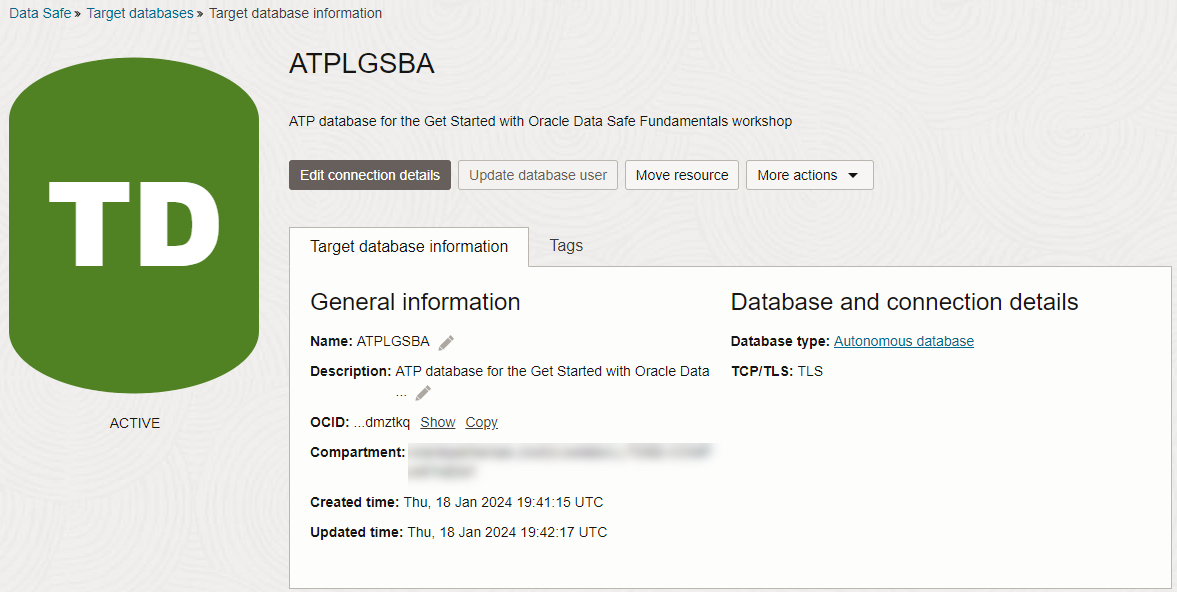 Data Safe » Target databases » Target database information
TD
ACTIVE
ATPLGSBA
ATP database for the Get Started with Oracle Data Safe Fundamentals workshop
Edit connection details Update database user Move resource More actions
Target database information Tags
General information
Name: ATPLGSBA
Description: ATP database for the Get Started with Oracle Data
...
OCID: ...dmztkq Show Copy
Compartment:
Created time: Thu, 18 Jan 2024 19:41:15 UTC
Updated time: Thu, 18 Jan 2024 19:42:17 UTC
Database and connection details
Database type: Autonomous database
TCP/TLS: TLS